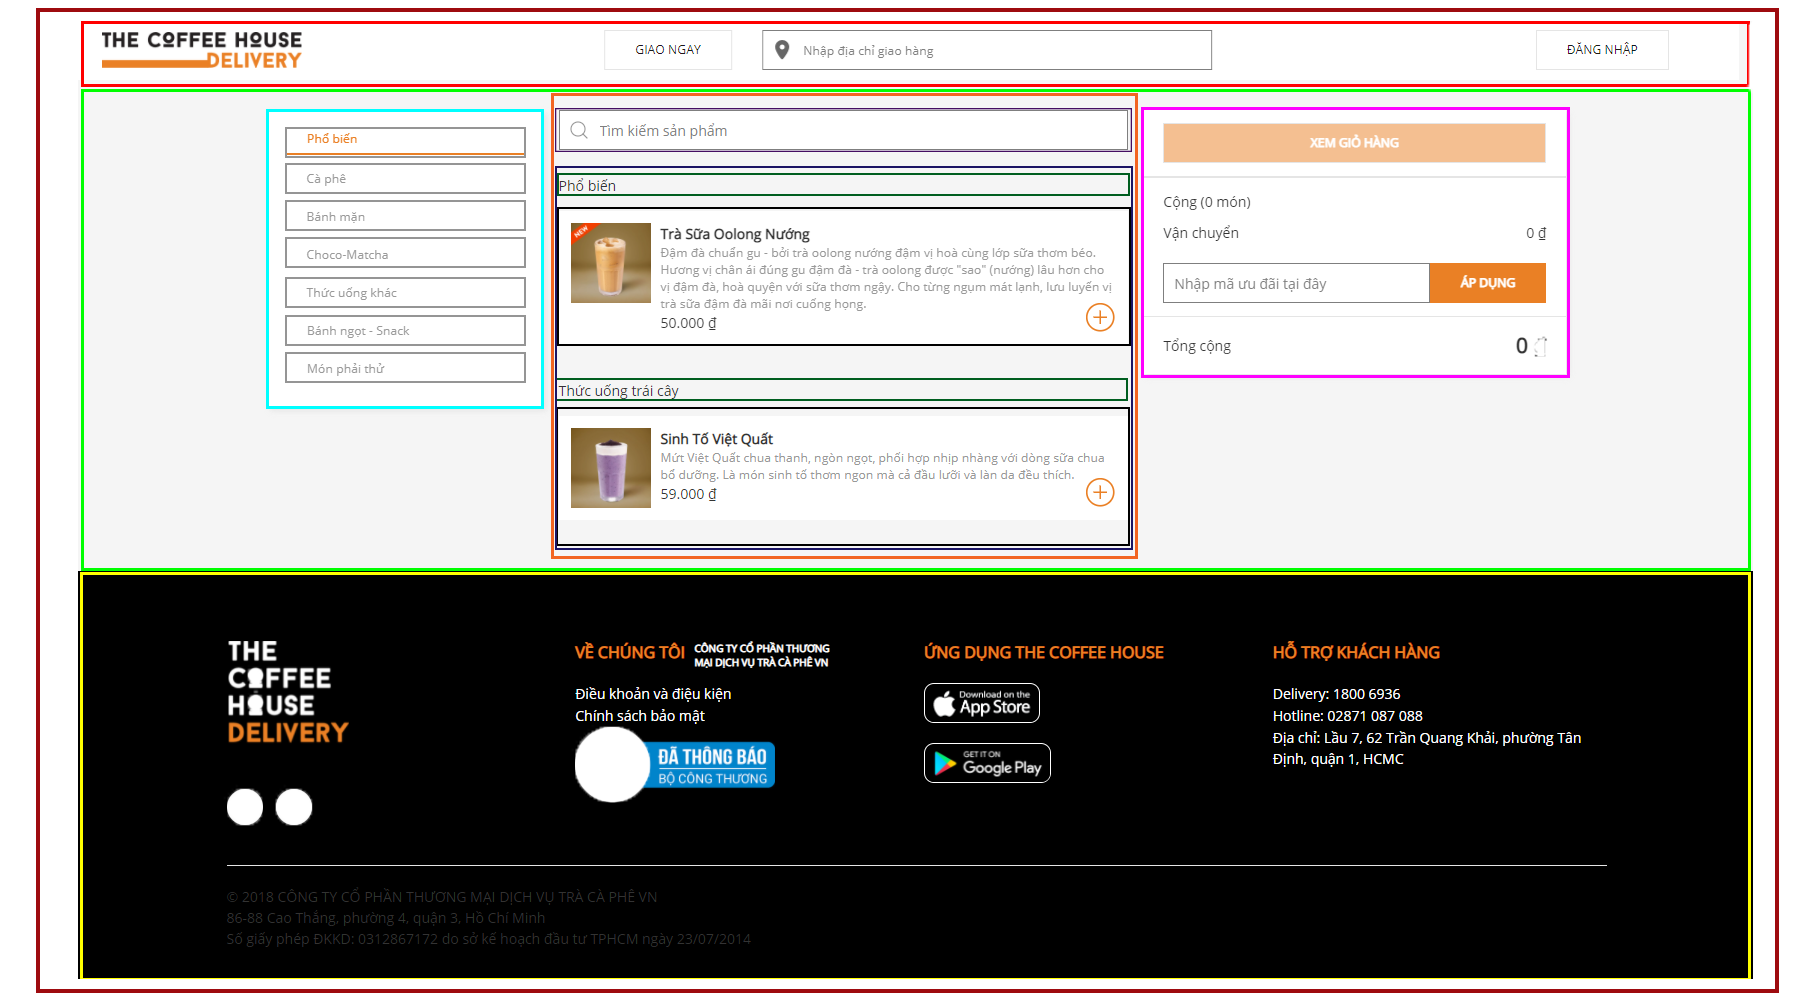 THE COFFEE HOUSE
DELIVERY
GIAO NGAY
Nhập địa chỉ giao hàng
ĐĂNG NHẬP
Phổ biến
Cà phê
Bánh mặn
Choco-Matcha
Thức uống khác
Bánh ngọt - Snack
Món phải thử
Tìm kiếm sản phẩm
Phổ biến
NEW
Trà Sữa Oolong Nướng
Đậm đà chuẩn gu - bởi trà oolong nướng đậm vị hoà cùng lớp sữa thơm béo.
Hương vị chân ái đúng gu đậm đà - trà oolong được "sao" (nướng) lâu hơn cho
vị đậm đà, hoà quyện với sữa thơm ngậy. Cho từng ngụm mát lạnh, lưu luyến vị
trà sữa đậm đà mãi nơi cuống họng.
50.000 ₫
Thức uống trái cây
Sinh Tố Việt Quất
Mứt Việt Quất chua thanh, ngòn ngọt, phối hợp nhịp nhàng với dòng sữa chua
bổ dưỡng. Là món sinh tố thơm ngon mà cả đầu lưỡi và làn da đều thích.
59.000 ₫
XEM GIỎ HÀNG
Cộng (0 món)
Vận chuyển 0 ₫
Nhập mã ưu đãi tại đây
ÁP DỤNG
Tổng cộng 0
THE
COFFEE
HOUSE
DELIVERY
VỀ CHÚNG TÔI
CÔNG TY CỔ PHẦN THƯƠNG
MẠI DỊCH VỤ TRÀ CÀ PHÊ VN
Điều khoản và điệu kiện
Chính sách bảo mật
ĐÃ THÔNG BÁO
BỘ CÔNG THƯƠNG
ỨNG DỤNG THE COFFEE HOUSE
Download on the
App Store
GET IT ON
Google Play
HỖ TRỢ KHÁCH HÀNG
Delivery: 1800 6936
Hotline: 02871 087 088
Địa chỉ: Lầu 7, 62 Trần Quang Khải, phường Tân
Định, quận 1, HCMC
© 2018 CÔNG TY CỔ PHẦN THƯƠNG MẠI DỊCH VỤ TRÀ CÀ PHÊ VN
86-88 Cao Thắng, phường 4, quận 3, Hồ Chí Minh
Số giấy phép ĐKKD: 0312867172 do sở kế hoạch đầu tư TPHCM ngày 23/07/2014